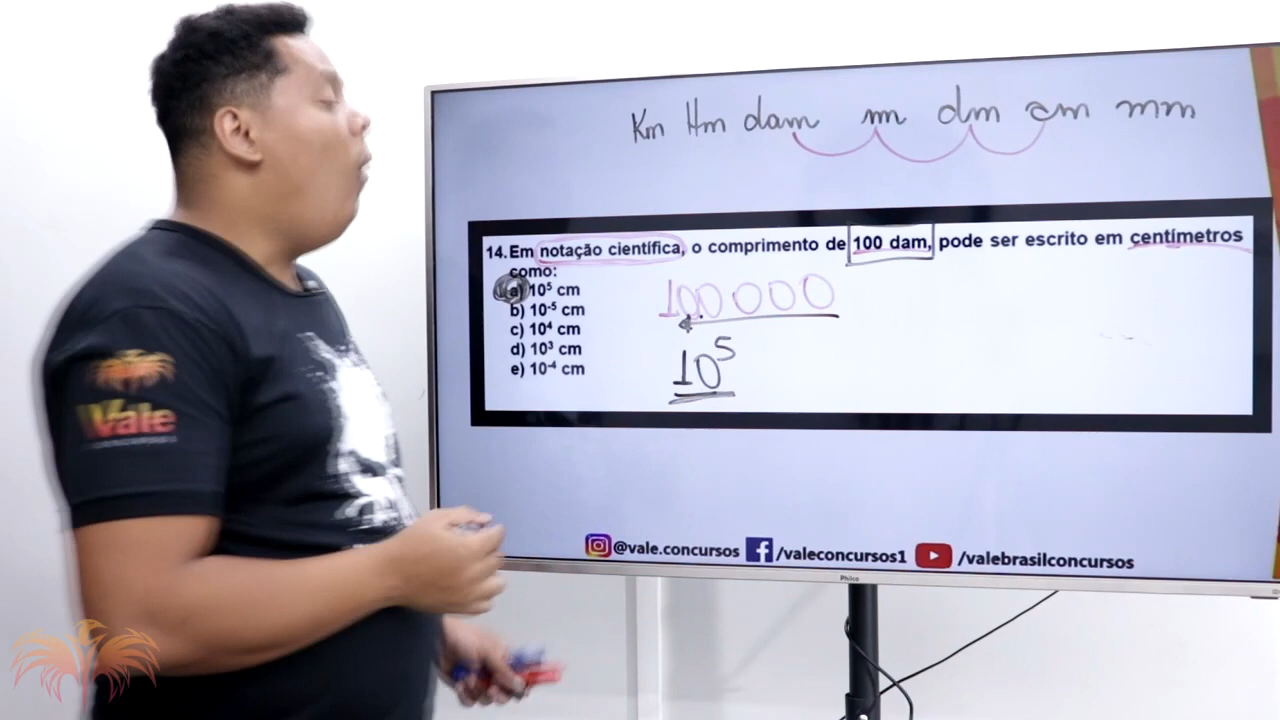 Km Hm dam m dm cm mm
14. Em notação científica, o comprimento de 100 dam, pode ser escrito em centímetros
como:
a) 10⁵ cm
b) 10⁻⁵ cm
c) 10⁴ cm
d) 10³ cm
e) 10⁻⁴ cm
100000
10⁵
Vale
CONCURSOS
@vale.concursos /valeconcursos1 /valebrasilconcursos
Philco